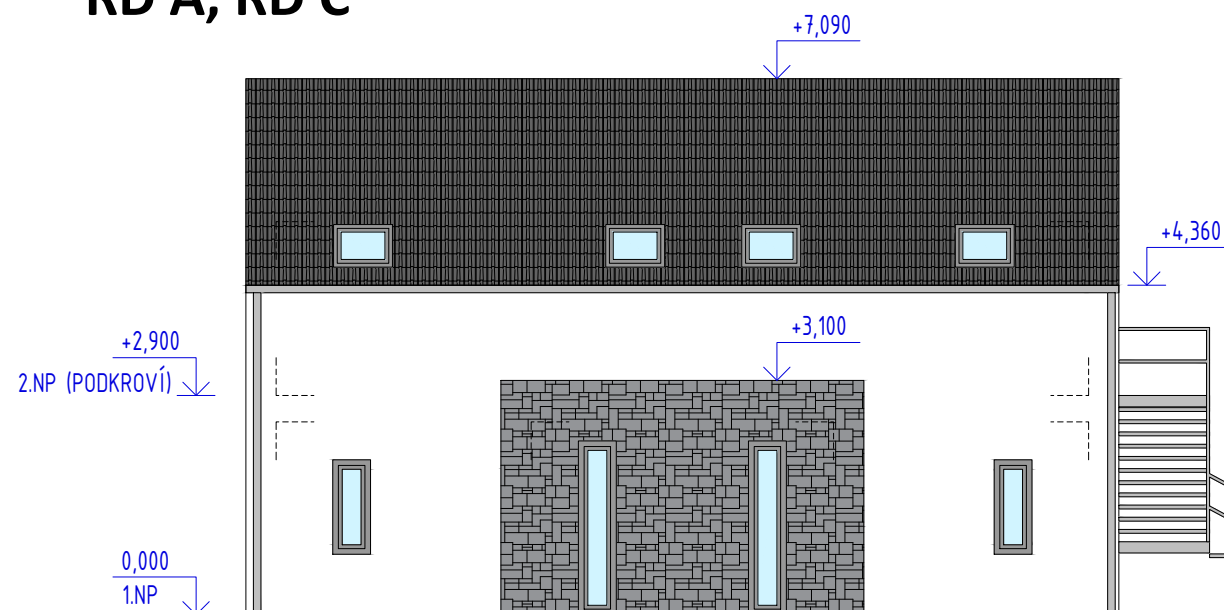 RD A, RD C
+7,090
+4,360
+3,100
+2,900
2.NP (PODKROVÍ)
0,000
1.NP